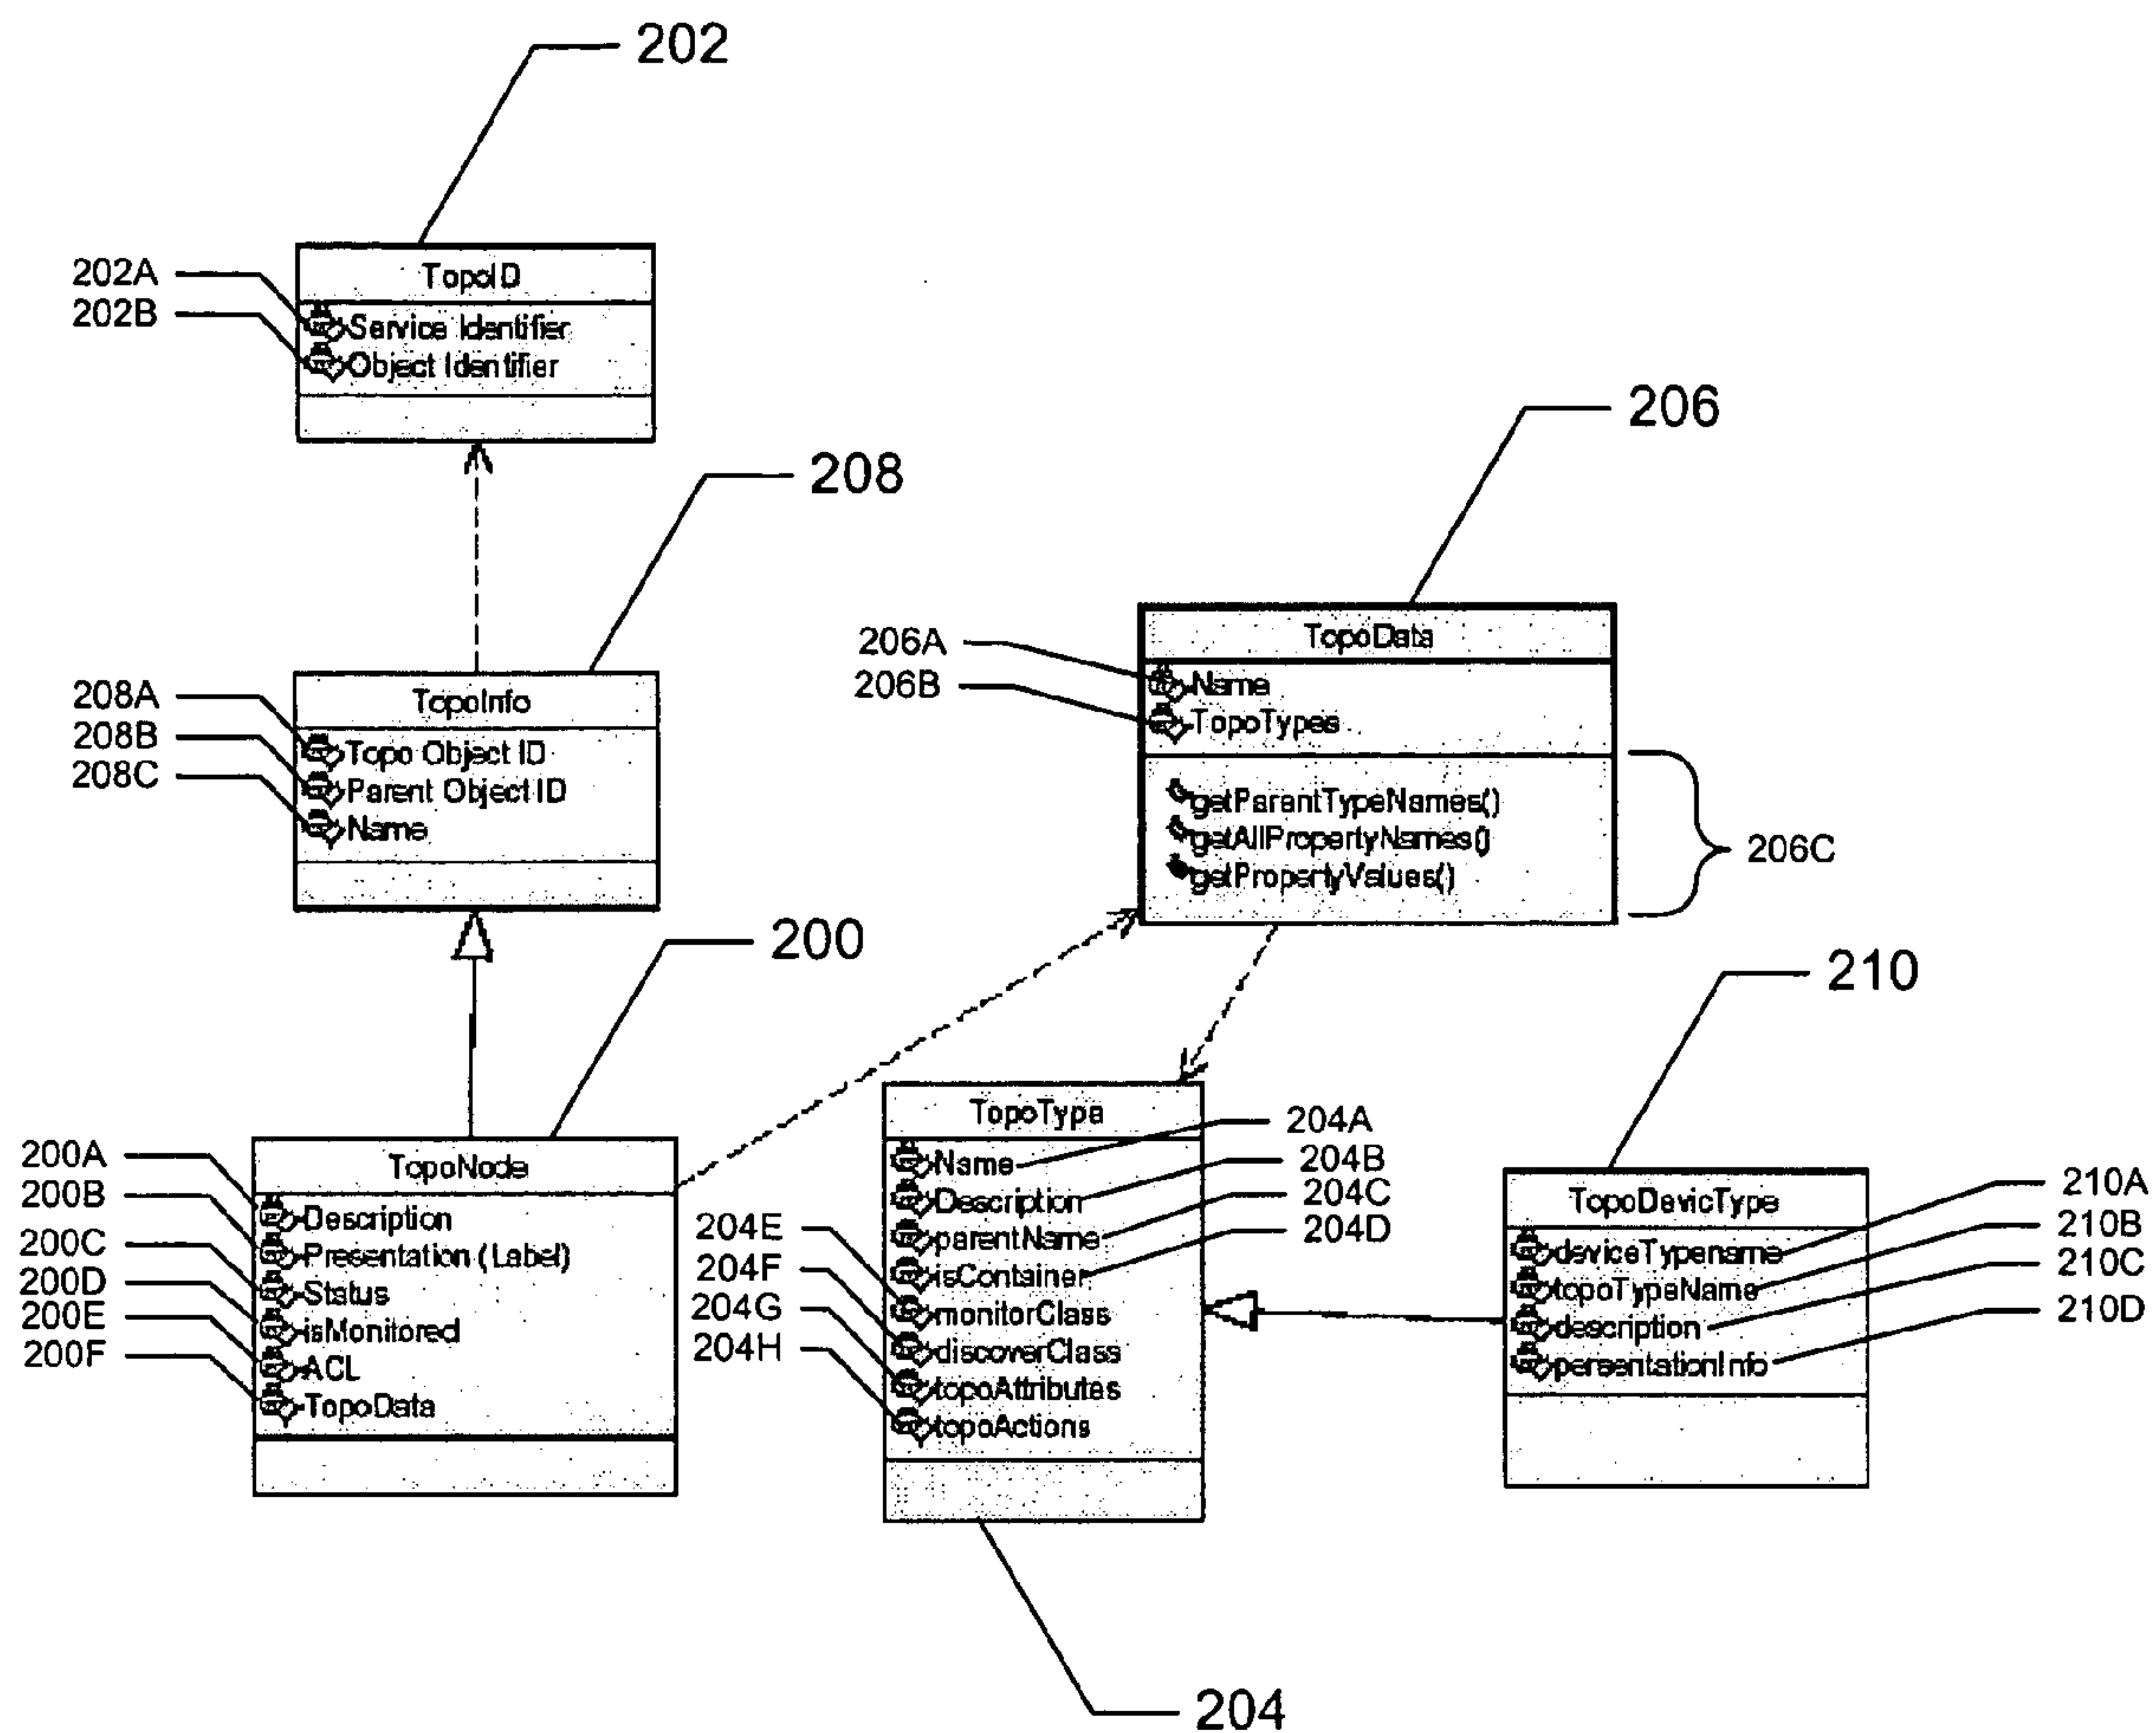 202
TopoID
202A
202B
Service Identifier
Object Identifier
208
TopoInfo
208A
208B
208C
Topo Object ID
Parent Object ID
Name
206
TopoData
206A
206B
Name
TopoTypes
getParentTypeNames()
getAllPropertyNames()
getPropertyValues()
206C
200
TopoNode
200A
200B
200C
200D
200E
200F
Description
Presentation (Label)
Status
isMonitored
ACL
TopoData
TopoType
Name
Description
parentName
isContainer
monitorClass
discoverClass
topoAttributes
topoActions
204A
204B
204C
204D
204E
204F
204G
204H
204
210
TopoDevicType
deviceTypename
topoTypeName
description
persentationInfo
210A
210B
210C
210D